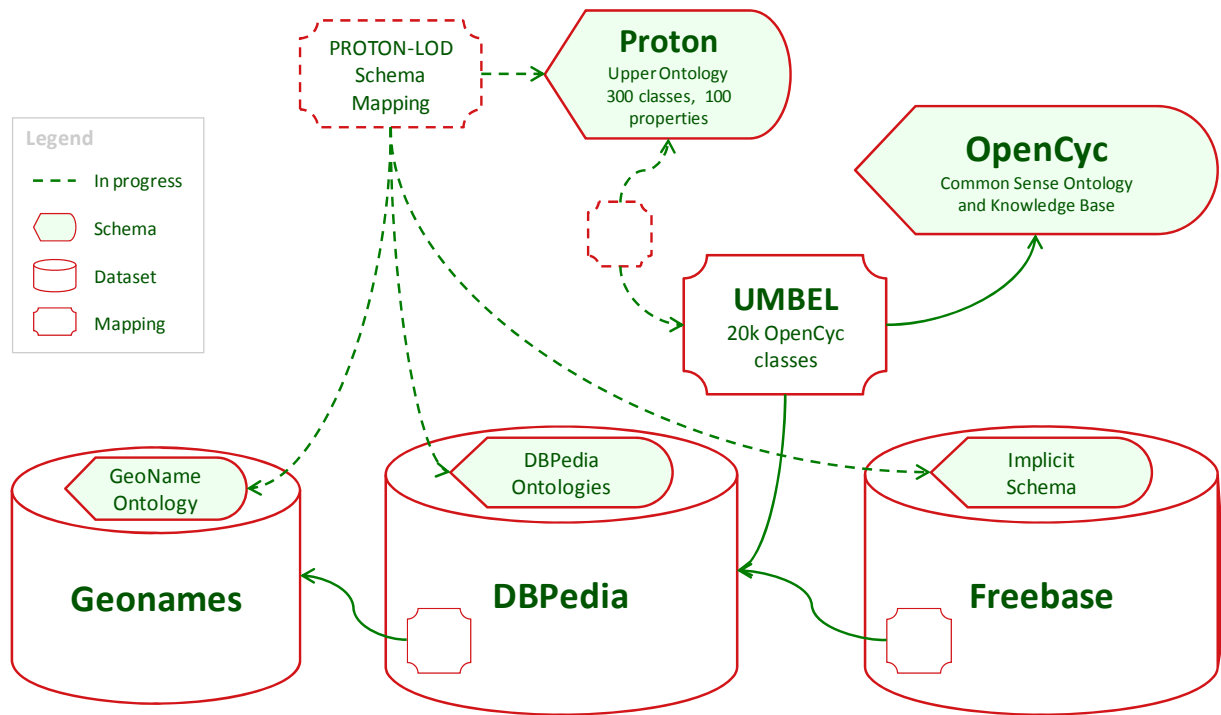 PROTON-LOD
Schema
Mapping
Proton
Upper Ontology
300 classes, 100
properties
OpenCyc
Common Sense Ontology
and Knowledge Base
Legend
In progress
Schema
Dataset
Mapping
UMBEL
20k OpenCyc
classes
GeoName
Ontology
DBPedia
Ontologies
Implicit
Schema
Geonames
DBPedia
Freebase